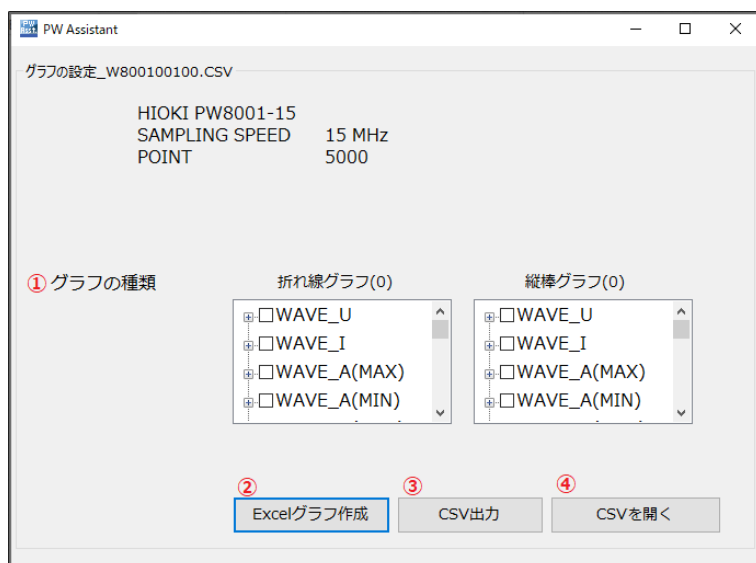 PW Assistant
グラフの設定_W800100100.CSV
HIOKI PW8001-15
SAMPLING SPEED 15 MHz
POINT 5000
①グラフの種類 折れ線グラフ(0) 縦棒グラフ(0)
WAVE_U WAVE_U
WAVE_I WAVE_I
WAVE_A(MAX) WAVE_A(MAX)
WAVE_A(MIN) WAVE_A(MIN)
② ③ ④
Excelグラフ作成 CSV出力 CSVを開く